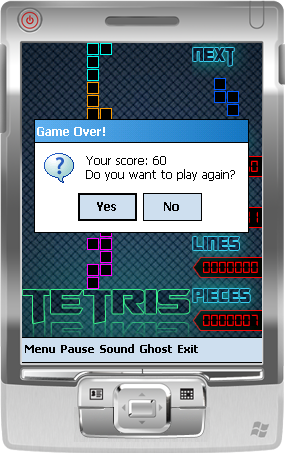 NEXT
Game Over!
Your score: 60
Do you want to play again?
Yes No
LINES
0000000
TETRIS
PIECES
0000007
Menu Pause Sound Ghost Exit